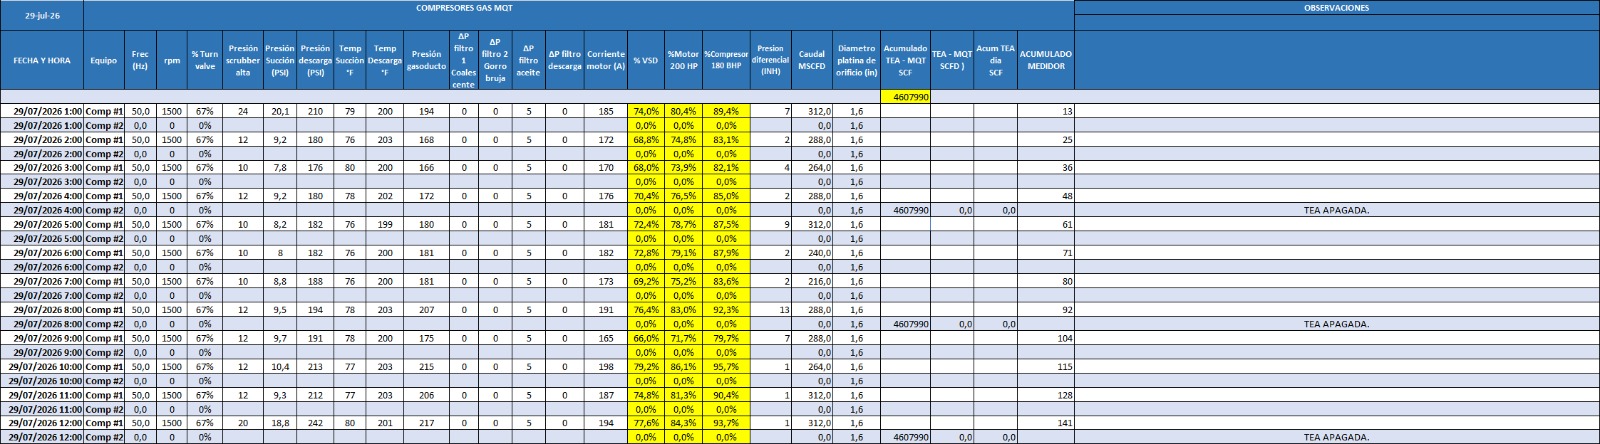 29-jul-26 COMPRESORES GAS MQT OBSERVACIONES
FECHA Y HORA Equipo Frec (Hz) rpm % Turn valve Presión scrubber alta Presión Succión (PSI) Presión descarga (PSI) Temp Succión °F Temp Descarga °F Presión gasoducto ΔP filtro 1 Coales cente ΔP filtro 2 Gorro bruja ΔP filtro aceite ΔP filtro descarga Corriente motor (A) % VSD %Motor 200 HP %Compresor 180 BHP Presion diferencial (INH) Caudal MSCFD Diametro platina de orificio (in) Acumulado TEA - MQT SCF TEA - MQT SCFD ) Acum TEA dia SCF ACUMULADO MEDIDOR
4607990
29/07/2026 1:00 Comp #1 50,0 1500 67% 24 20,1 210 79 200 194 0 0 5 0 185 74,0% 80,4% 89,4% 7 312,0 1,6 13
29/07/2026 1:00 Comp #2 0,0 0 0% 0,0% 0,0% 0,0% 0,0 1,6
29/07/2026 2:00 Comp #1 50,0 1500 67% 12 9,2 180 76 203 168 0 0 5 0 172 68,8% 74,8% 83,1% 2 288,0 1,6 25
29/07/2026 2:00 Comp #2 0,0 0 0% 0,0% 0,0% 0,0% 0,0 1,6
29/07/2026 3:00 Comp #1 50,0 1500 67% 10 7,8 176 80 200 166 0 0 5 0 170 68,0% 73,9% 82,1% 4 264,0 1,6 36
29/07/2026 3:00 Comp #2 0,0 0 0% 0,0% 0,0% 0,0% 0,0 1,6
29/07/2026 4:00 Comp #1 50,0 1500 67% 12 9,2 180 78 202 172 0 0 5 0 176 70,4% 76,5% 85,0% 2 288,0 1,6 48
29/07/2026 4:00 Comp #2 0,0 0 0% 0,0% 0,0% 0,0% 0,0 1,6 4607990 0,0 0,0 TEA APAGADA.
29/07/2026 5:00 Comp #1 50,0 1500 67% 10 8,2 182 76 199 180 0 0 5 0 181 72,4% 78,7% 87,5% 9 312,0 1,6 61
29/07/2026 5:00 Comp #2 0,0 0 0% 0,0% 0,0% 0,0% 0,0 1,6
29/07/2026 6:00 Comp #1 50,0 1500 67% 10 8 182 76 200 181 0 0 5 0 182 72,8% 79,1% 87,9% 2 240,0 1,6 71
29/07/2026 6:00 Comp #2 0,0 0 0% 0,0% 0,0% 0,0% 0,0 1,6
29/07/2026 7:00 Comp #1 50,0 1500 67% 10 8,8 188 76 200 181 0 0 5 0 173 69,2% 75,2% 83,6% 2 216,0 1,6 80
29/07/2026 7:00 Comp #2 0,0 0 0% 0,0% 0,0% 0,0% 0,0 1,6
29/07/2026 8:00 Comp #1 50,0 1500 67% 12 9,5 194 78 203 207 0 0 5 0 191 76,4% 83,0% 92,3% 13 288,0 1,6 92
29/07/2026 8:00 Comp #2 0,0 0 0% 0,0% 0,0% 0,0% 0,0 1,6 4607990 0,0 0,0 TEA APAGADA.
29/07/2026 9:00 Comp #1 50,0 1500 67% 12 9,7 191 78 200 175 0 0 5 0 165 66,0% 71,7% 79,7% 7 288,0 1,6 104
29/07/2026 9:00 Comp #2 0,0 0 0% 0,0% 0,0% 0,0% 0,0 1,6
29/07/2026 10:00 Comp #1 50,0 1500 67% 12 10,4 213 77 203 215 0 0 5 0 198 79,2% 86,1% 95,7% 1 264,0 1,6 115
29/07/2026 10:00 Comp #2 0,0 0 0% 0,0% 0,0% 0,0% 0,0 1,6
29/07/2026 11:00 Comp #1 50,0 1500 67% 12 9,3 212 77 203 206 0 0 5 0 187 74,8% 81,3% 90,4% 1 312,0 1,6 128
29/07/2026 11:00 Comp #2 0,0 0 0% 0,0% 0,0% 0,0% 0,0 1,6
29/07/2026 12:00 Comp #1 50,0 1500 67% 20 18,8 242 80 201 217 0 0 5 0 194 77,6% 84,3% 93,7% 1 312,0 1,6 141
29/07/2026 12:00 Comp #2 0,0 0 0% 0,0% 0,0% 0,0% 0,0 1,6 4607990 0,0 0,0 TEA APAGADA.